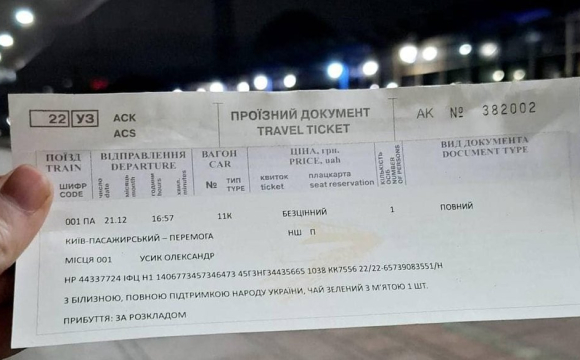 22 УЗ АСК ACS ПРОЇЗНИЙ ДОКУМЕНТ TRAVEL TICKET АК № 382002
ПОЇЗД TRAIN ВІДПРАВЛЕННЯ DEPARTURE ВАГОН CAR ЦІНА, грн. PRICE, uah КІЛЬКІСТЬ ОСІБ NUMBER OF PERSONS ВИД ДОКУМЕНТА DOCUMENT TYPE
ШИФР CODE число date місяць month години hours хвил. minutes № ТИП TYPE квиток ticket плацкарта seat reservation
001 ПА 21.12 16:57 11К БЕЗЦІННИЙ 1 ПОВНИЙ
КИЇВ-ПАСАЖИРСЬКИЙ – ПЕРЕМОГА НШ П
МІСЦЯ 001 УСИК ОЛЕКСАНДР
НР 44337724 ІФЦ Н1 1406773457346473 45ГЗНГ34435665 1038 КК7556 22/22-65739083551/Н
З БІЛИЗНОЮ, ПОВНОЮ ПІДТРИМКОЮ НАРОДУ УКРАЇНИ, ЧАЙ ЗЕЛЕНИЙ З М'ЯТОЮ 1 ШТ.
ПРИБУТТЯ: ЗА РОЗКЛАДОМ